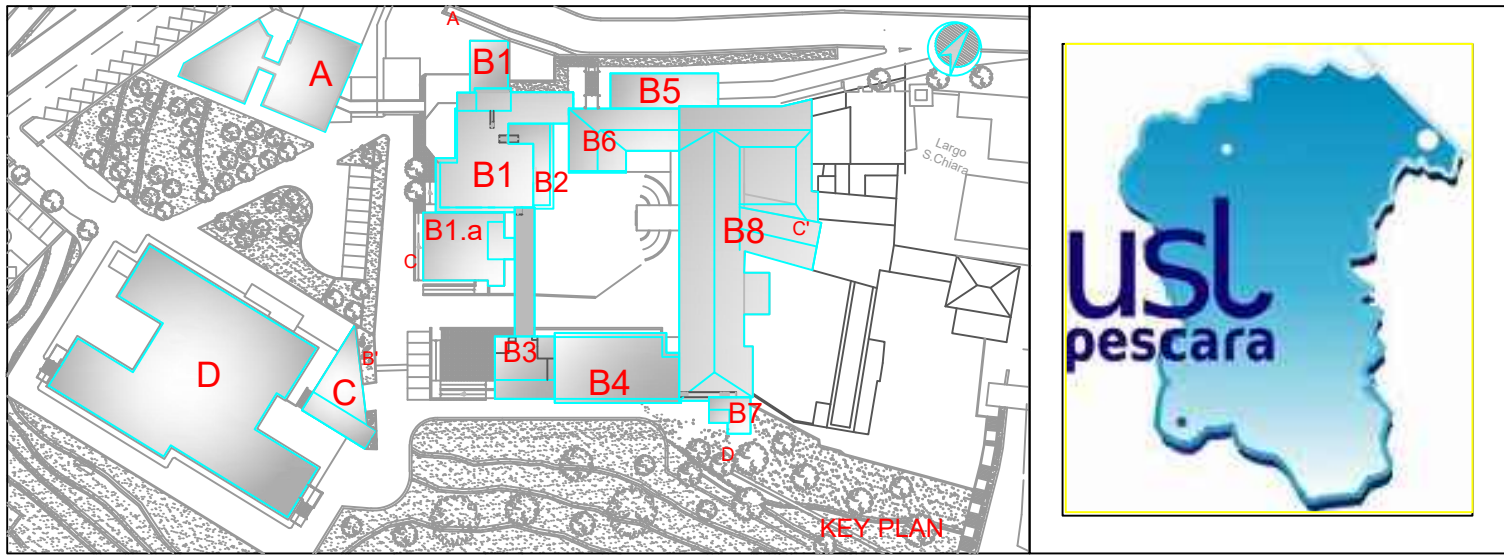 A
A
B1
B5
B6
B1
B2
B1.a
B8
C'
C
Largo
S.Chiara
B3
B'
D
C
B4
B7
D
KEY PLAN
usl
pescara